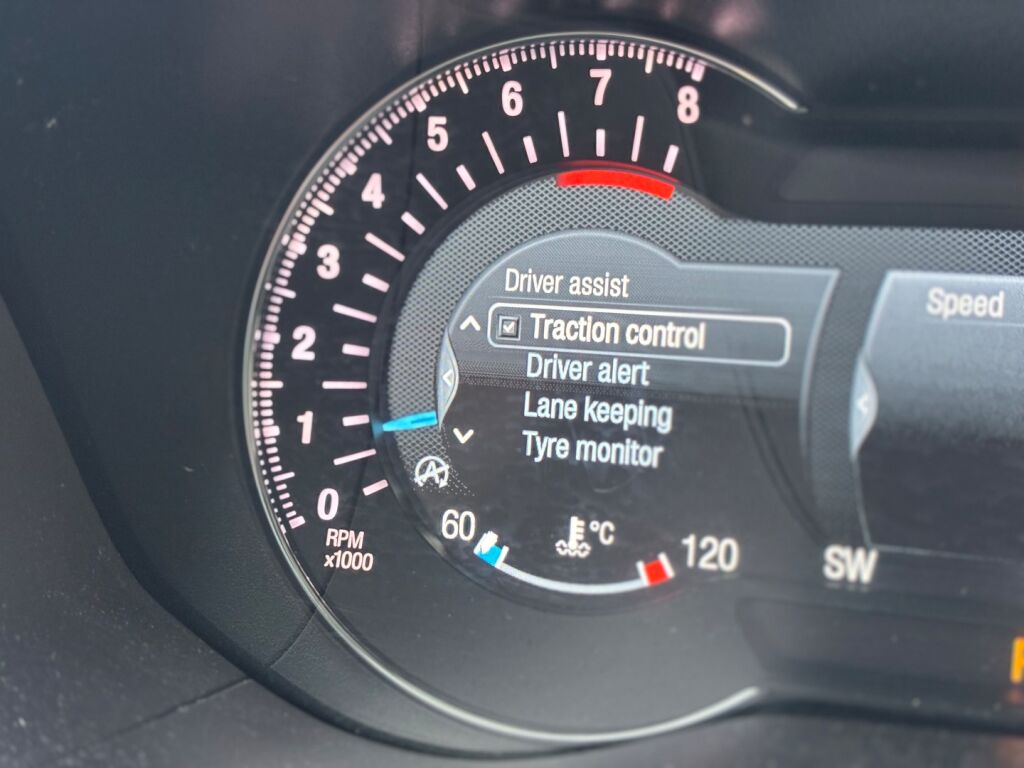 8
7
6
5
4
3
2
1
0
RPM
x1000
Driver assist
Traction control
Driver alert
Lane keeping
Tyre monitor
A
60
°C
120
Speed
SW